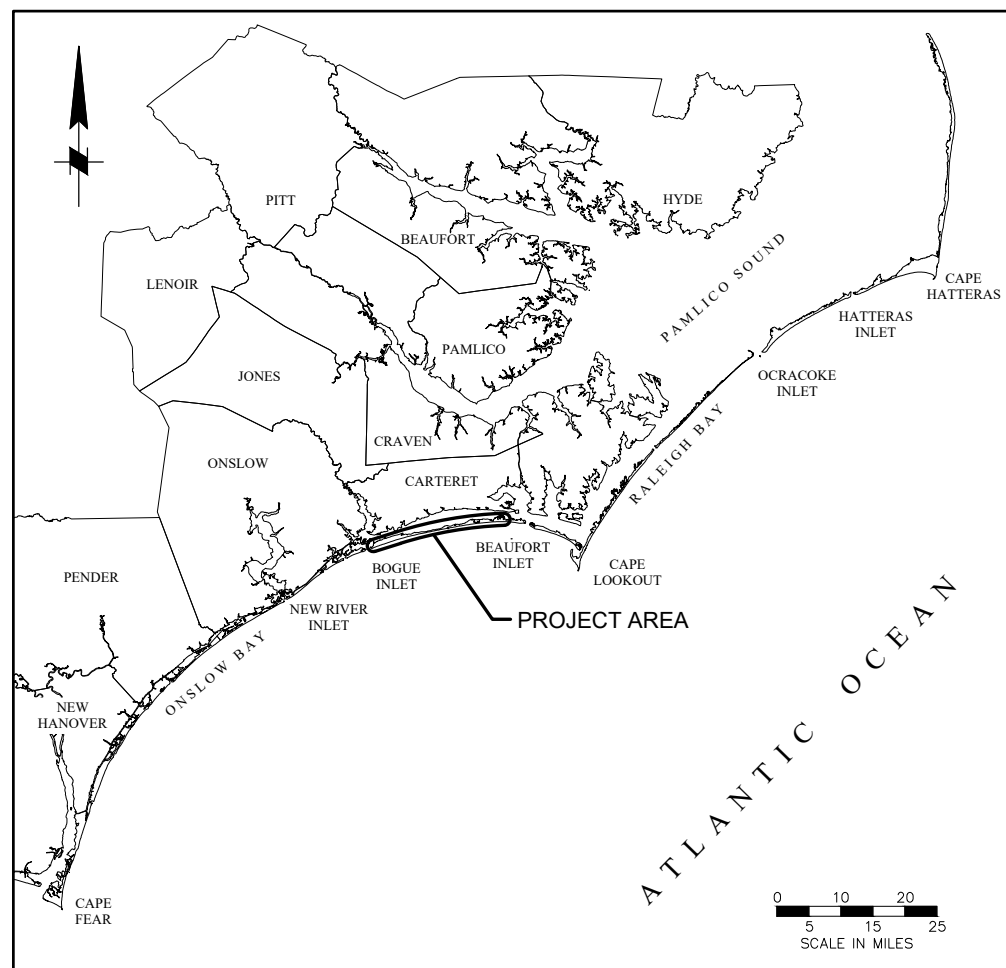 PITT
HYDE
BEAUFORT
PAMLICO SOUND
LENOIR
CAPE
HATTERAS
HATTERAS
INLET
PAMLICO
OCRACOKE
INLET
JONES
RALEIGH BAY
CRAVEN
ONSLOW
CARTERET
BEAUFORT
INLET
CAPE
LOOKOUT
BOGUE
INLET
PENDER
NEW RIVER
INLET
PROJECT AREA
ONSLOW BAY
NEW
HANOVER
ATLANTIC OCEAN
CAPE
FEAR
0 10 20
5 15 25
SCALE IN MILES